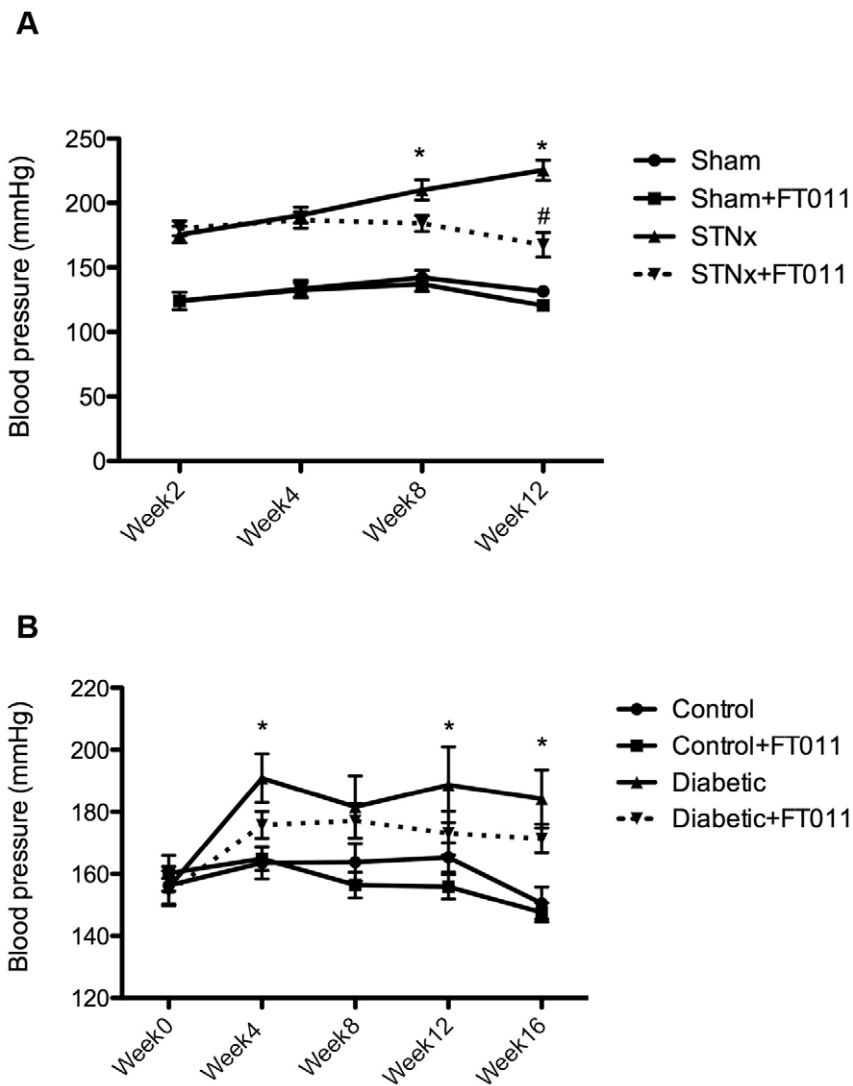 A
Blood pressure (mmHg)
250
200
150
100
50
0
*
*
#
Week2
Week4
Week8
Week12
Sham
Sham+FT011
STNx
STNx+FT011
B
Blood pressure (mmHg)
220
200
180
160
140
120
*
*
*
Week0
Week4
Week8
Week12
Week16
Control
Control+FT011
Diabetic
Diabetic+FT011